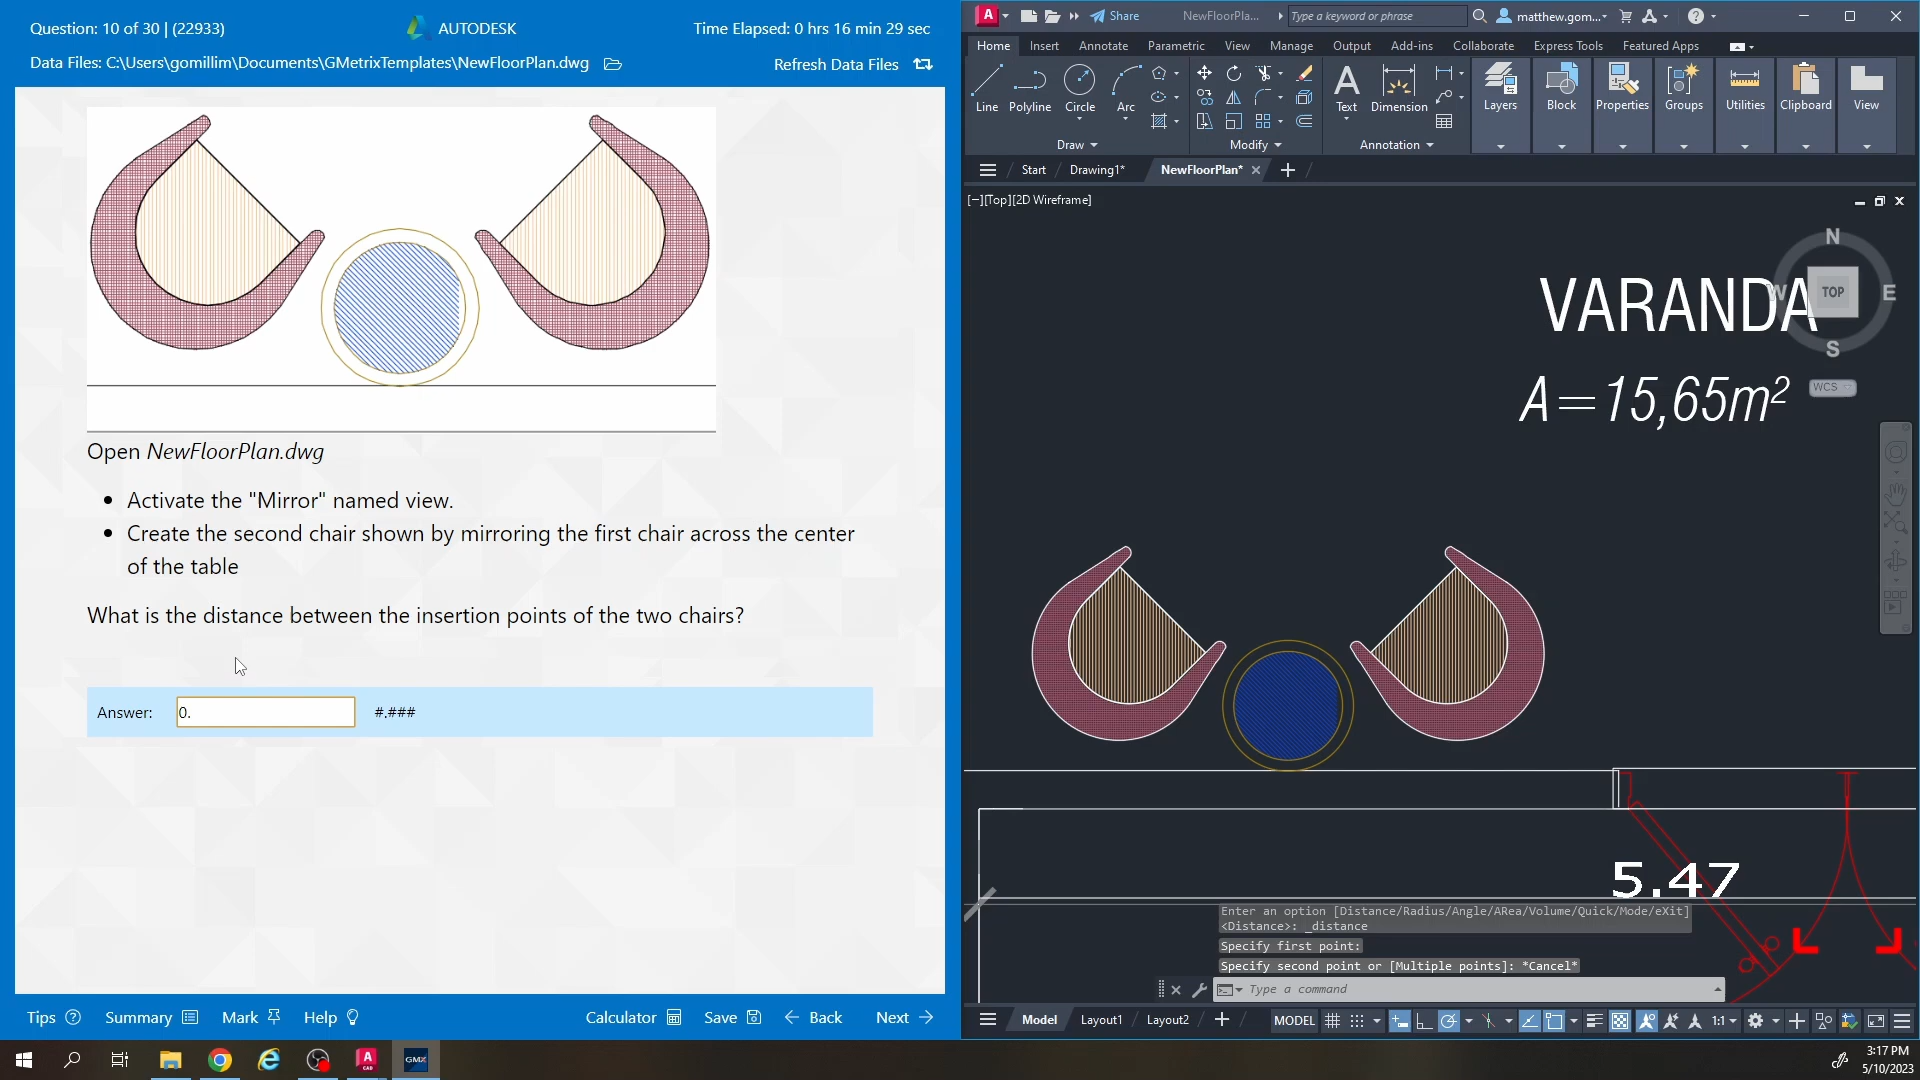 Question: 10 of 30 | (22933)
AUTODESK
Time Elapsed: 0 hrs 16 min 29 sec
Data Files: C:\Users\gomillim\Documents\GMetrixTemplates\NewFloorPlan.dwg
Refresh Data Files
Open NewFloorPlan.dwg
• Activate the "Mirror" named view.
• Create the second chair shown by mirroring the first chair across the center
of the table
What is the distance between the insertion points of the two chairs?
Answer: 0. #.###
Tips Summary Mark Help Calculator Save Back Next
A Share NewFloorPla... Type a keyword or phrase matthew.gom...
Home Insert Annotate Parametric View Manage Output Add-ins Collaborate Express Tools Featured Apps
Line Polyline Circle Arc Text Dimension Layers Block Properties Groups Utilities Clipboard View
Draw Modify Annotation
Start Drawing1* NewFloorPlan*
[−][Top][2D Wireframe]
N
W TOP E
S
WCS
VARANDA
A=15,65m²
5.47
Enter an option [Distance/Radius/Angle/ARea/Volume/Quick/Mode/eXit]
<Distance>: _distance
Specify first point:
Specify second point or [Multiple points]: *Cancel*
Type a command
Model Layout1 Layout2 MODEL 1:1
A CAD GMX
3:17 PM
5/10/2023